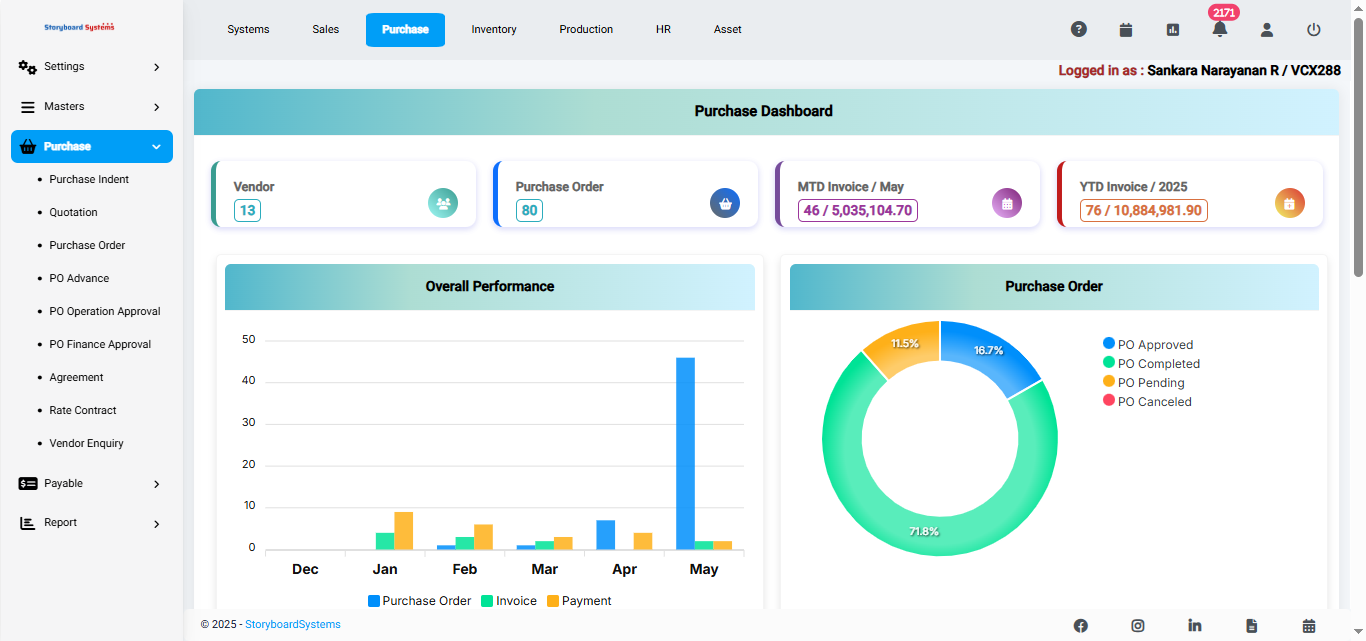 Storyboard Systems
Systems Sales Purchase Inventory Production HR Asset
2171
Logged in as : Sankara Narayanan R / VCX288
Settings
Masters
Purchase
Purchase Indent
Quotation
Purchase Order
PO Advance
PO Operation Approval
PO Finance Approval
Agreement
Rate Contract
Vendor Enquiry
Payable
Report
Purchase Dashboard
Vendor
13
Purchase Order
80
MTD Invoice / May
46 / 5,035,104.70
YTD Invoice / 2025
76 / 10,884,981.90
Overall Performance
50
40
30
20
10
0
Dec Jan Feb Mar Apr May
Purchase Order Invoice Payment
Purchase Order
11.5%
16.7%
71.8%
PO Approved
PO Completed
PO Pending
PO Canceled
© 2025 - StoryboardSystems